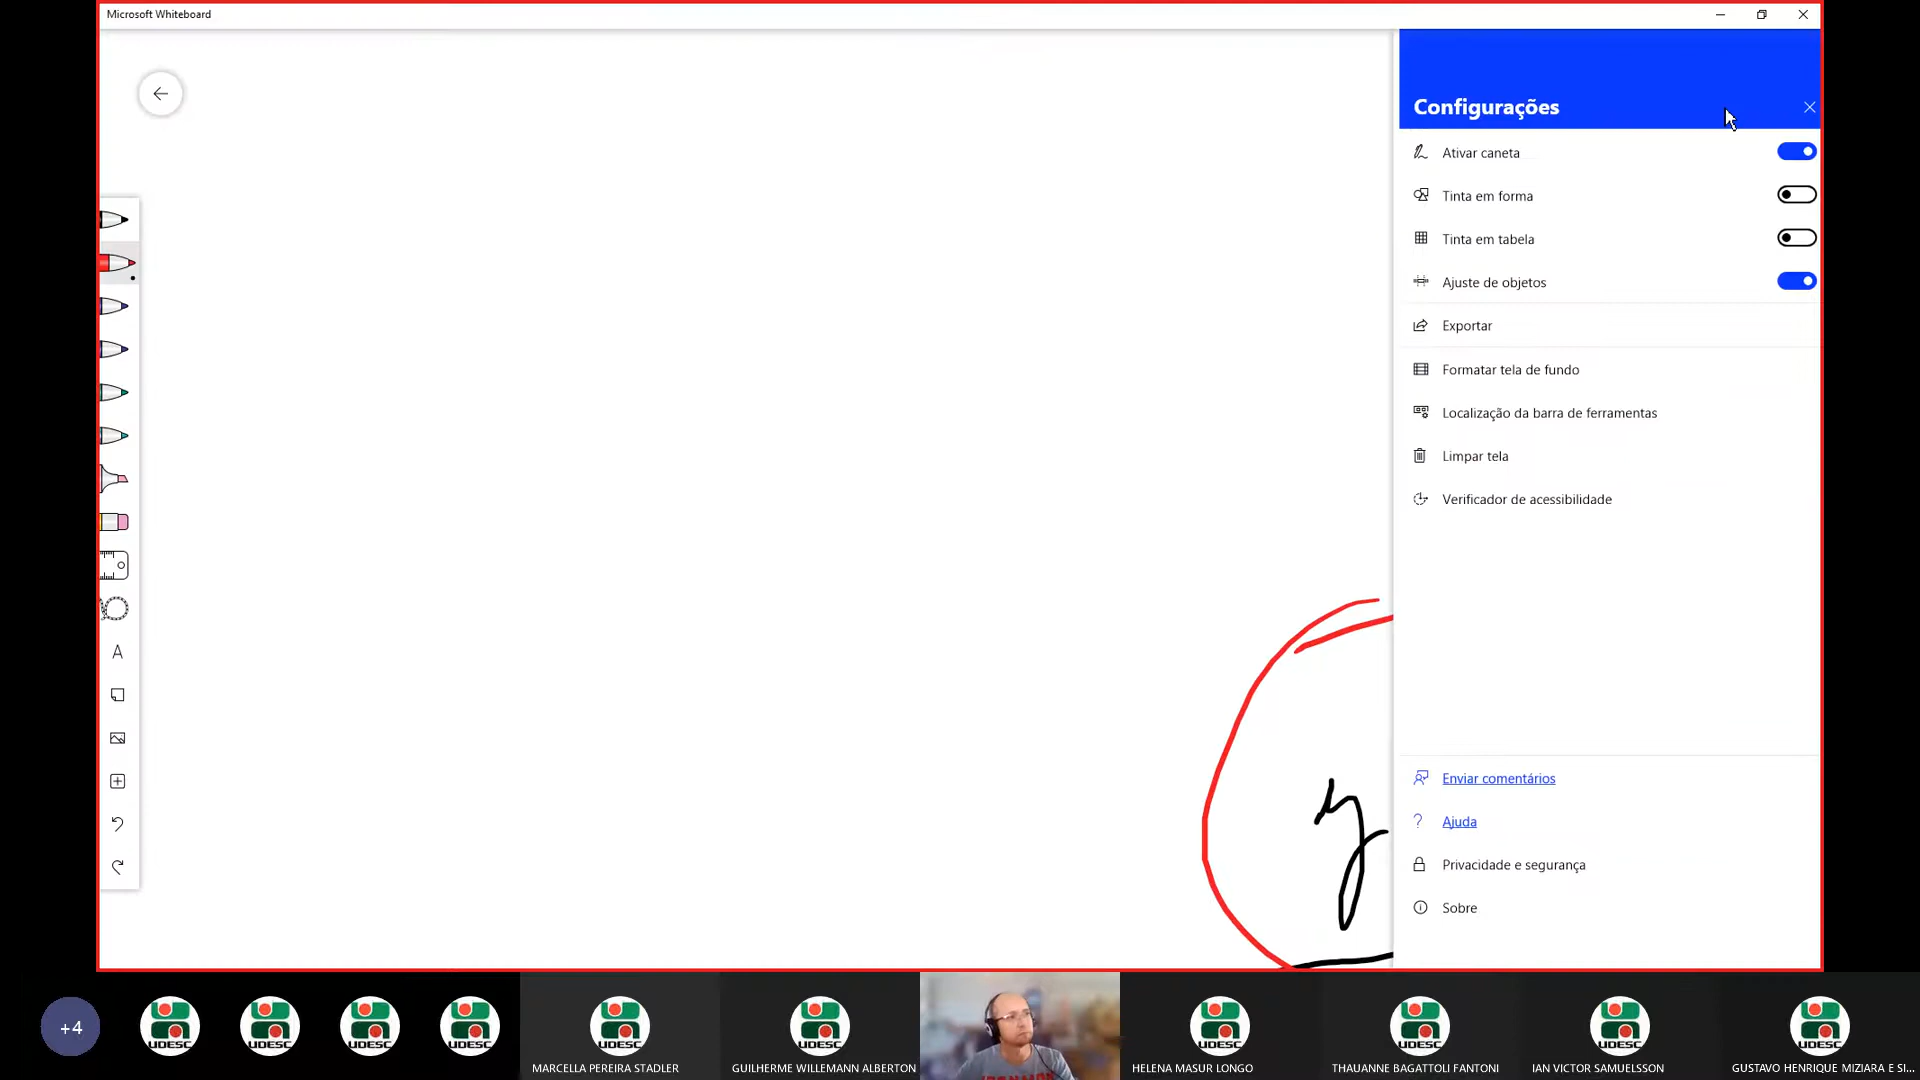 Microsoft Whiteboard
Configurações
Ativar caneta
Tinta em forma
Tinta em tabela
Ajuste de objetos
Exportar
Formatar tela de fundo
Localização da barra de ferramentas
Limpar tela
Verificador de acessibilidade
A
y
Enviar comentários
Ajuda
Privacidade e segurança
Sobre
+4
UDESC
UDESC
UDESC
UDESC
UDESC
UDESC
UDESC
UDESC
UDESC
UDESC
MARCELLA PEREIRA STADLER
GUILHERME WILLEMANN ALBERTON
HELENA MASUR LONGO
THAUANNE BAGATTOLI FANTONI
IAN VICTOR SAMUELSSON
GUSTAVO HENRIQUE MIZIARA E SI...